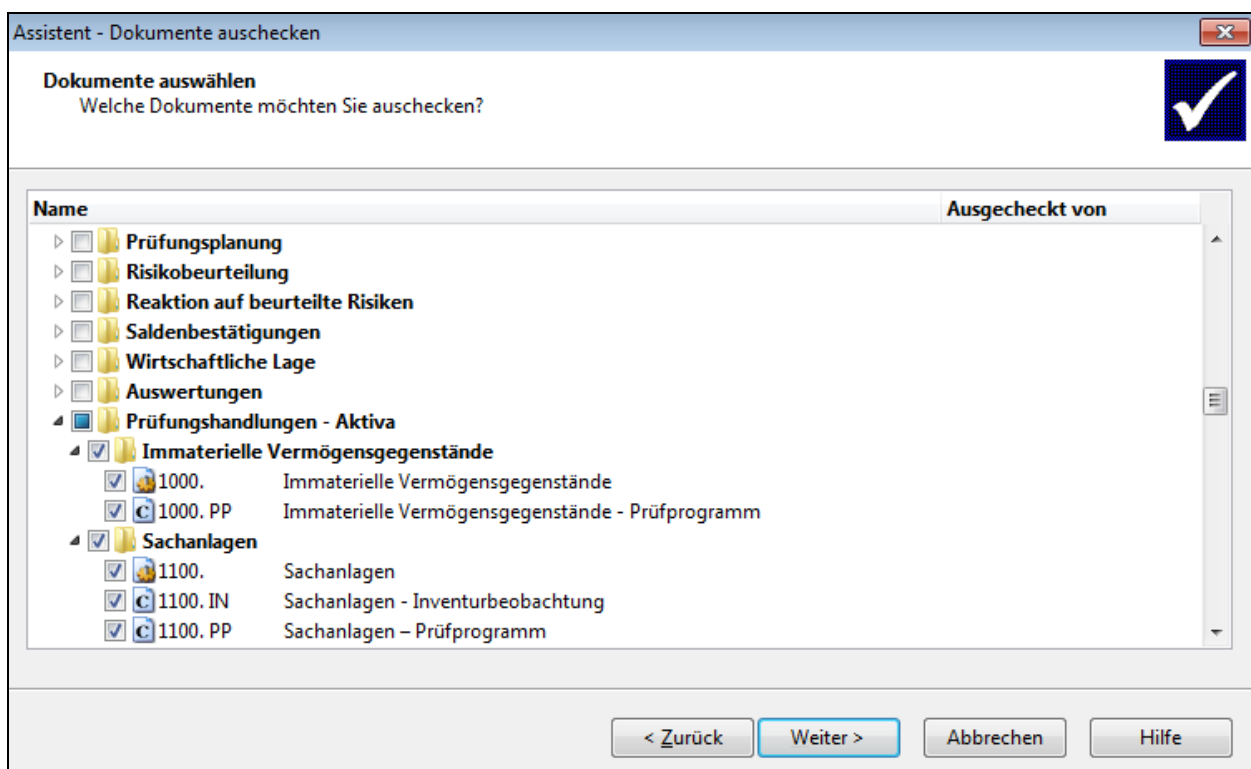 Assistent - Dokumente auschecken
Dokumente auswählen
Welche Dokumente möchten Sie auschecken?
Name Ausgecheckt von
Prüfungsplanung
Risikobeurteilung
Reaktion auf beurteilte Risiken
Saldenbestätigungen
Wirtschaftliche Lage
Auswertungen
Prüfungshandlungen - Aktiva
Immaterielle Vermögensgegenstände
1000. Immaterielle Vermögensgegenstände
C 1000. PP Immaterielle Vermögensgegenstände - Prüfprogramm
Sachanlagen
1100. Sachanlagen
C 1100. IN Sachanlagen - Inventurbeobachtung
C 1100. PP Sachanlagen – Prüfprogramm
< Zurück Weiter > Abbrechen Hilfe